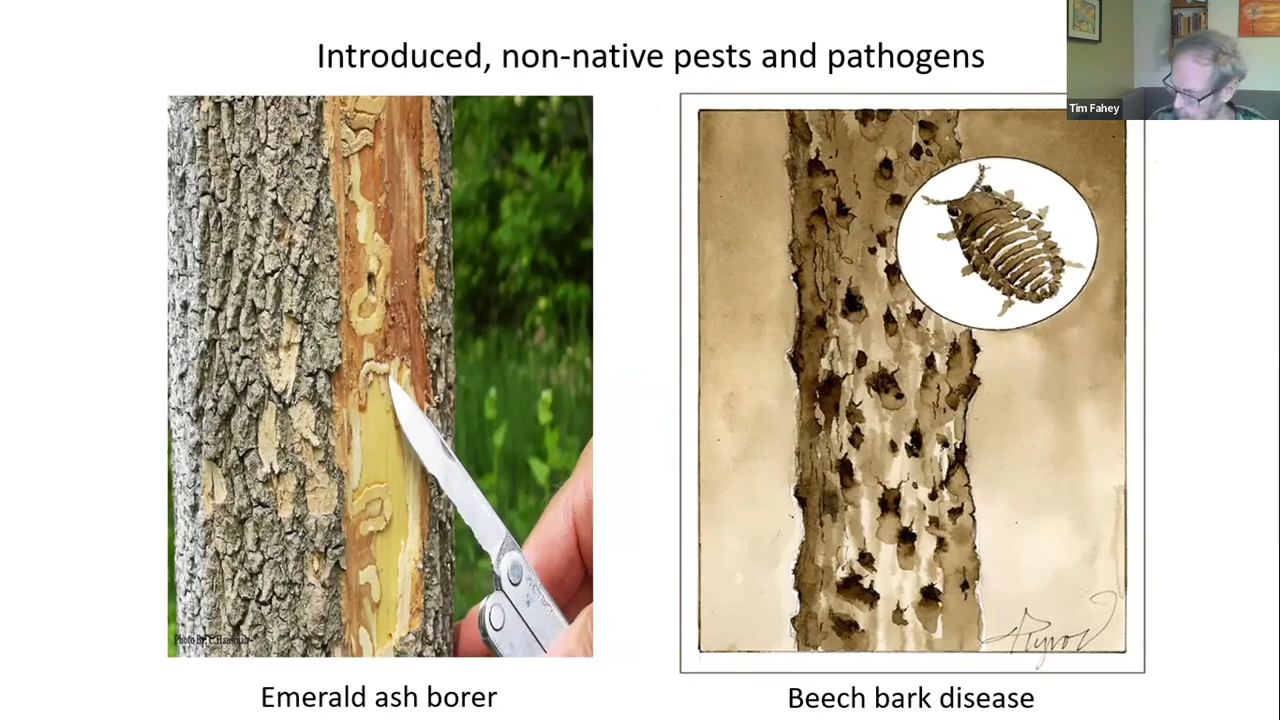 Introduced, non-native pests and pathogens
Tim Fahey
Emerald ash borer
Beech bark disease